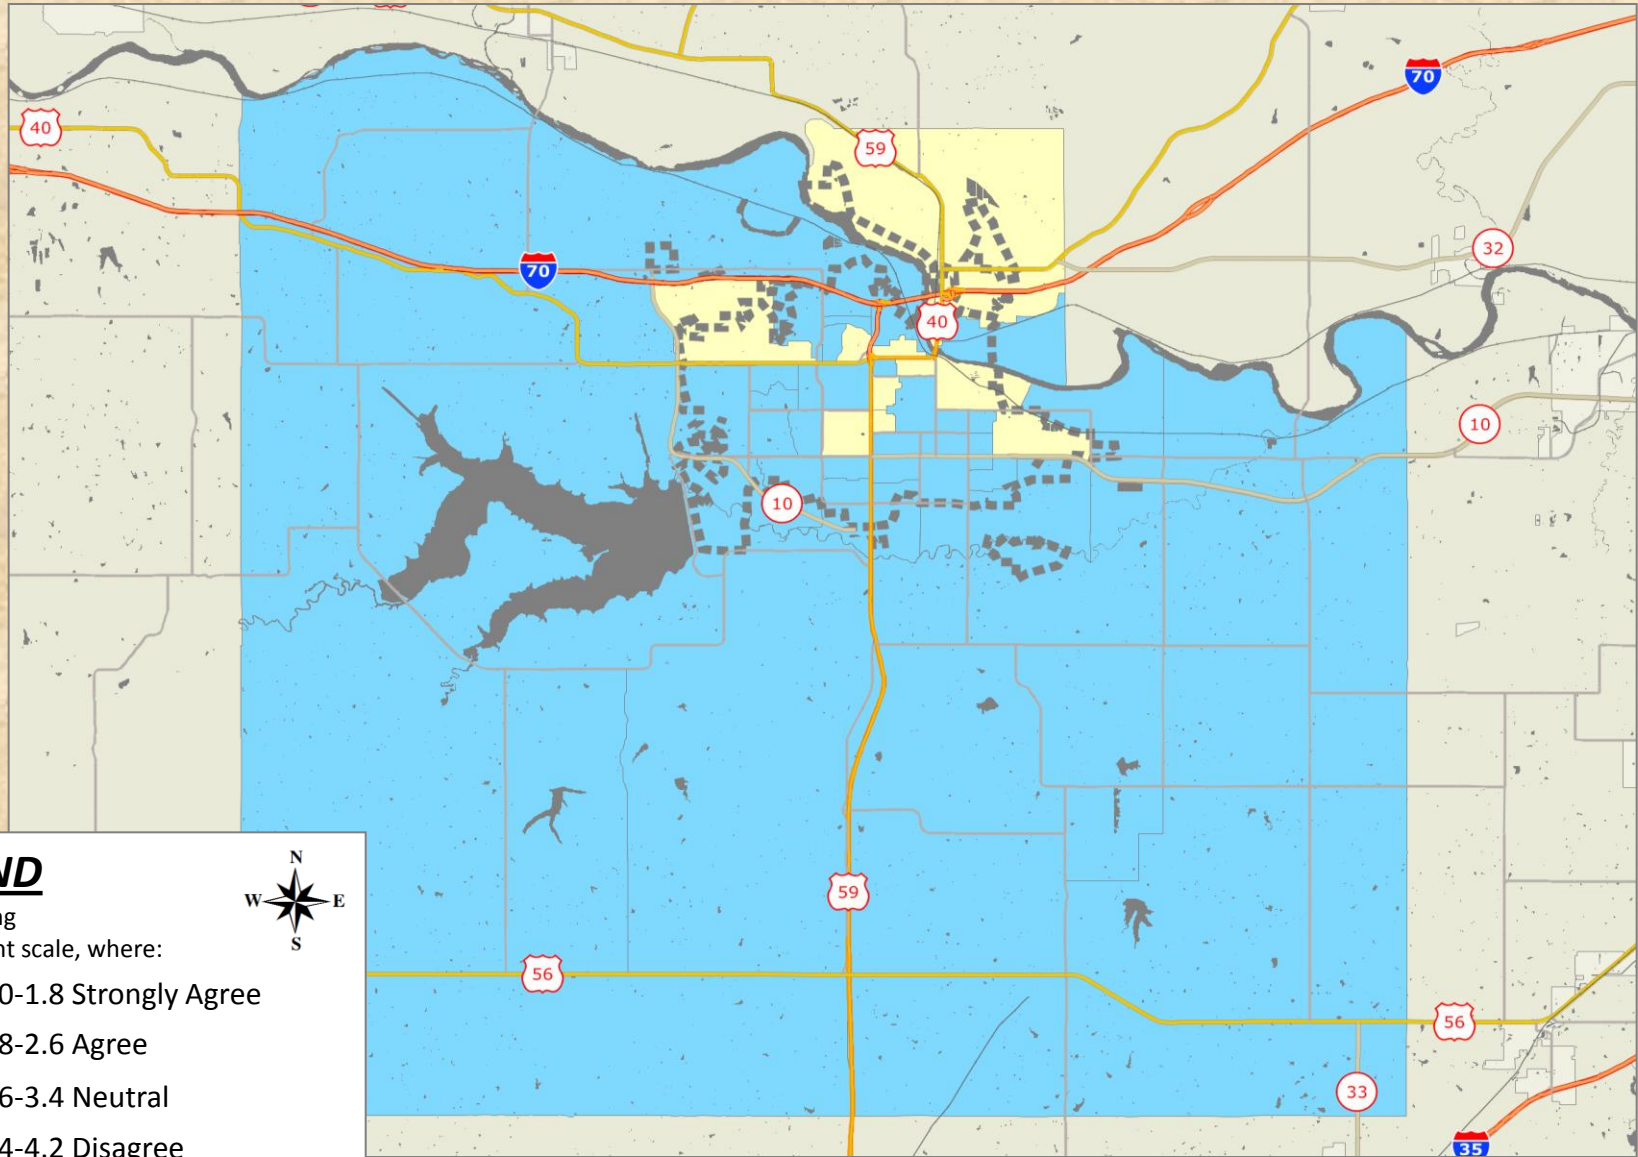 70
40
59
32
70
40
10
10
59
56
56
33
35
ND
N
W E
S
ng
nt scale, where:
0-1.8 Strongly Agree
8-2.6 Agree
6-3.4 Neutral
4-4.2 Disagree